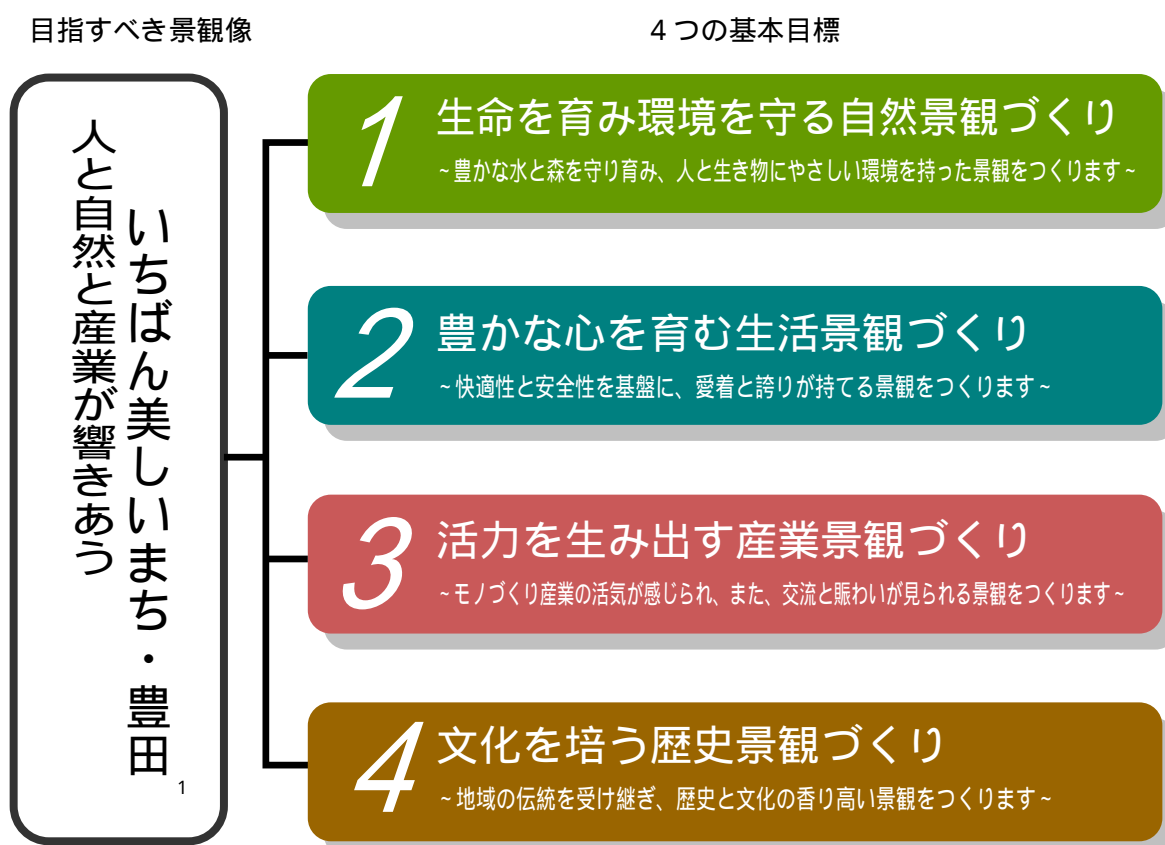 目指すべき景観像
４つの基本目標
いちばん美しいまち・豊田
1
人と自然と産業が響きあう
1
生命を育み環境を守る自然景観づくり
~豊かな水と森を守り育み、人と生き物にやさしい環境を持った景観をつくります~
2
豊かな心を育む生活景観づくり
~快適性と安全性を基盤に、愛着と誇りが持てる景観をつくります~
3
活力を生み出す産業景観づくり
~モノづくり産業の活気が感じられ、また、交流と賑わいが見られる景観をつくります~
4
文化を培う歴史景観づくり
~地域の伝統を受け継ぎ、歴史と文化の香り高い景観をつくります~